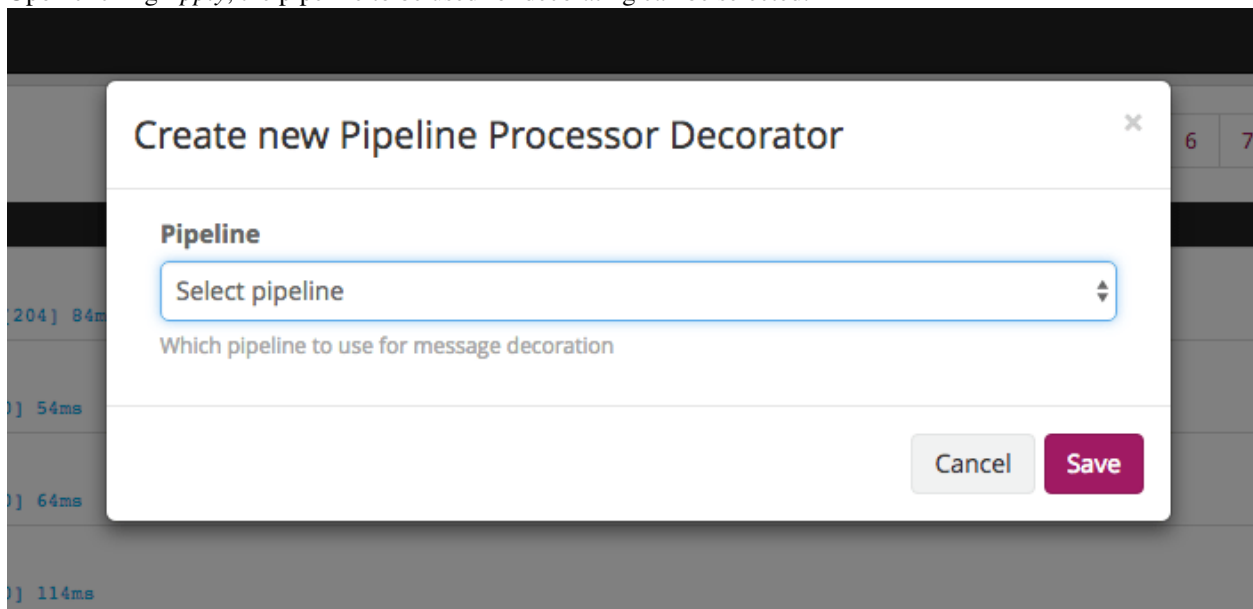 Create new Pipeline Processor Decorator ×
6 7
Pipeline
Select pipeline
[204] 84m
Which pipeline to use for message decoration
] 54ms
Cancel Save
] 64ms
] 114ms